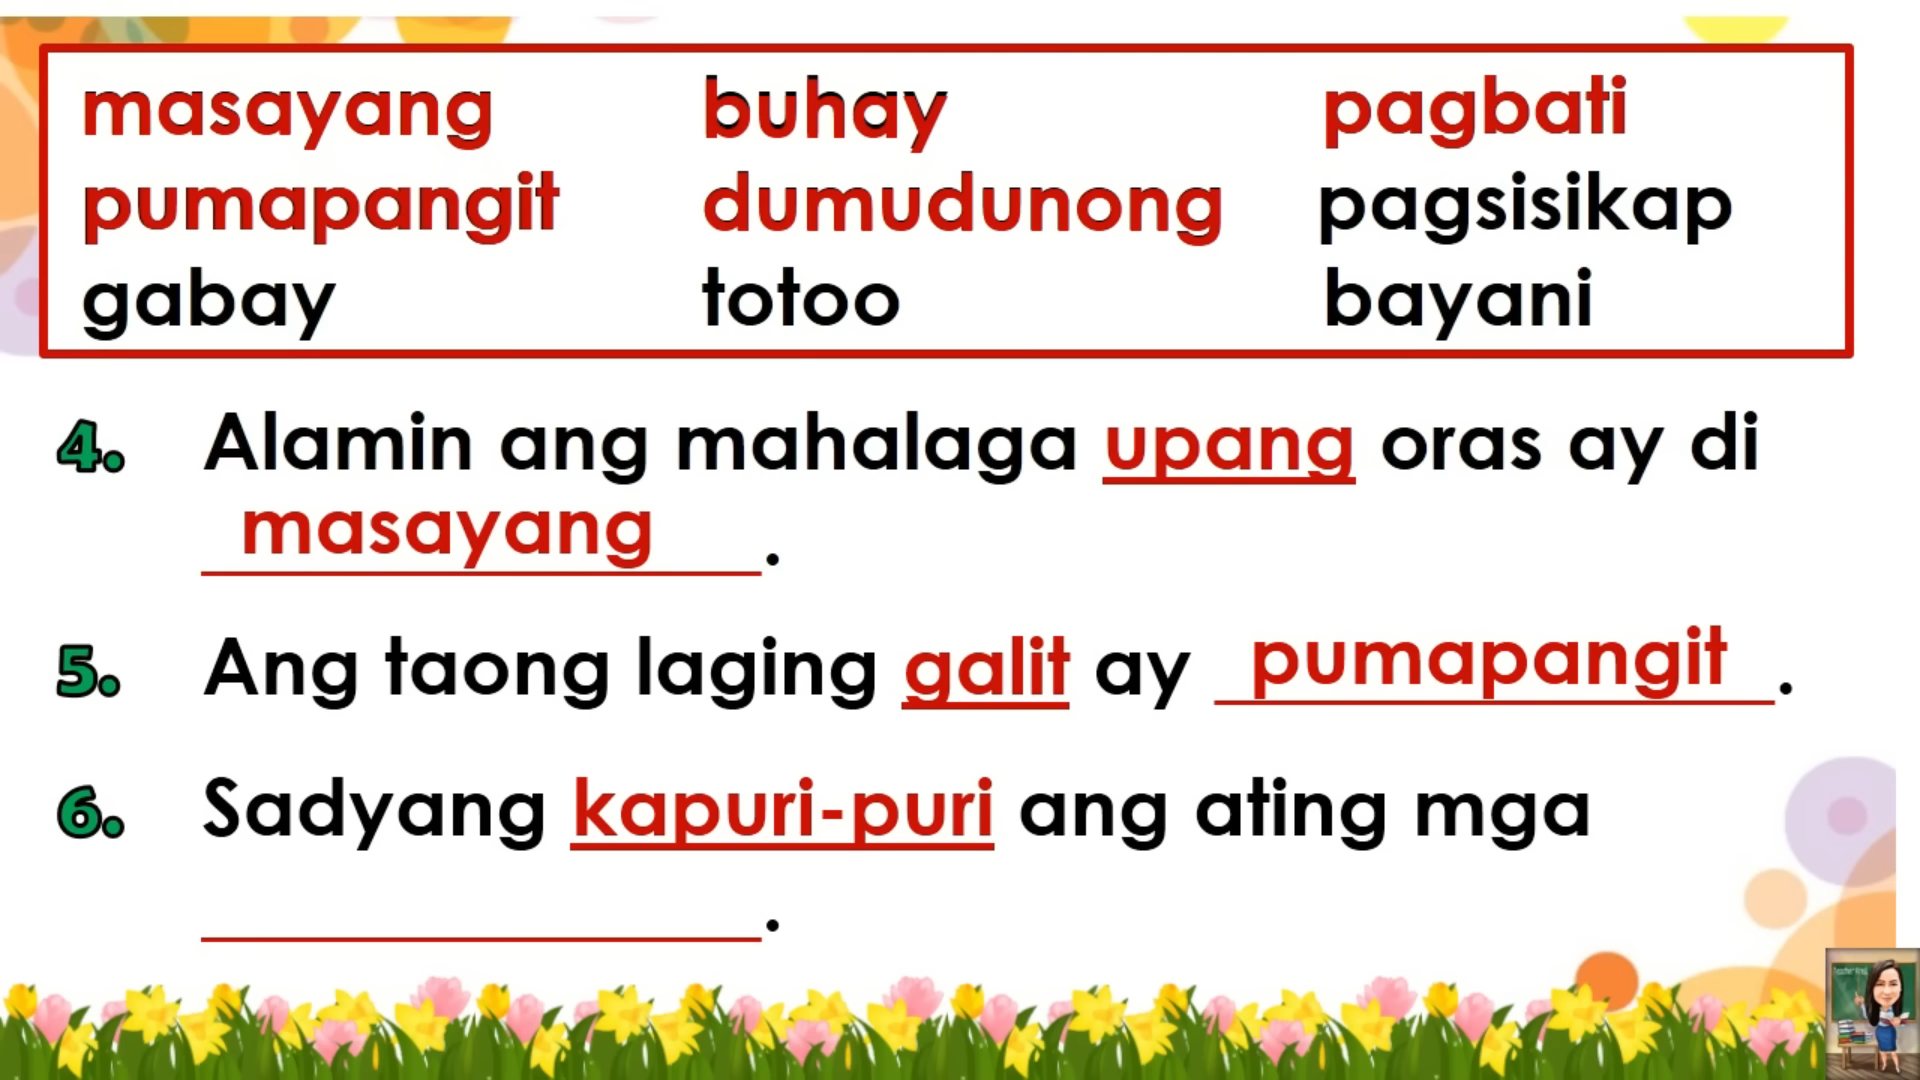 masayang buhay pagbati
pumapangit dumudunong pagsisikap
gabay totoo bayani
4. Alamin ang mahalaga upang oras ay di
masayang.
5. Ang taong laging galit ay pumapangit.
6. Sadyang kapuri-puri ang ating mga
.